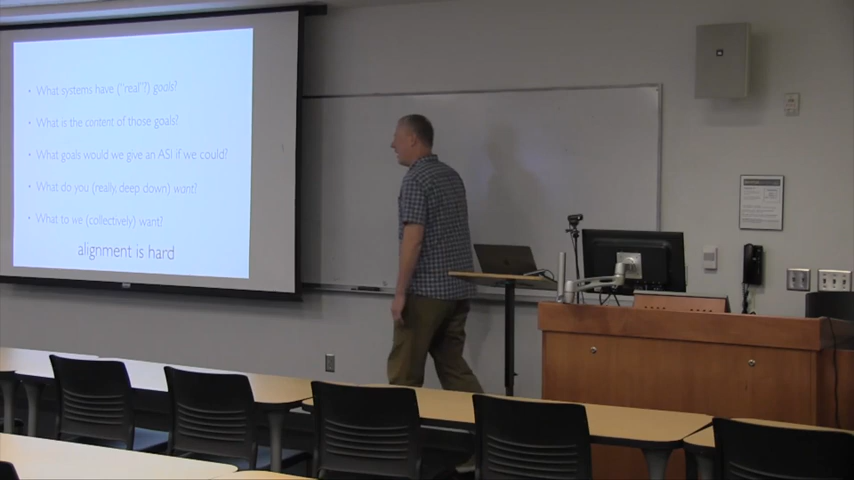 • What systems have ("real"?) goals?
• What is the content of those goals?
• What goals would we give an ASI if we could?
• What do you (really, deep down) want?
• What to we (collectively) want?
alignment is hard